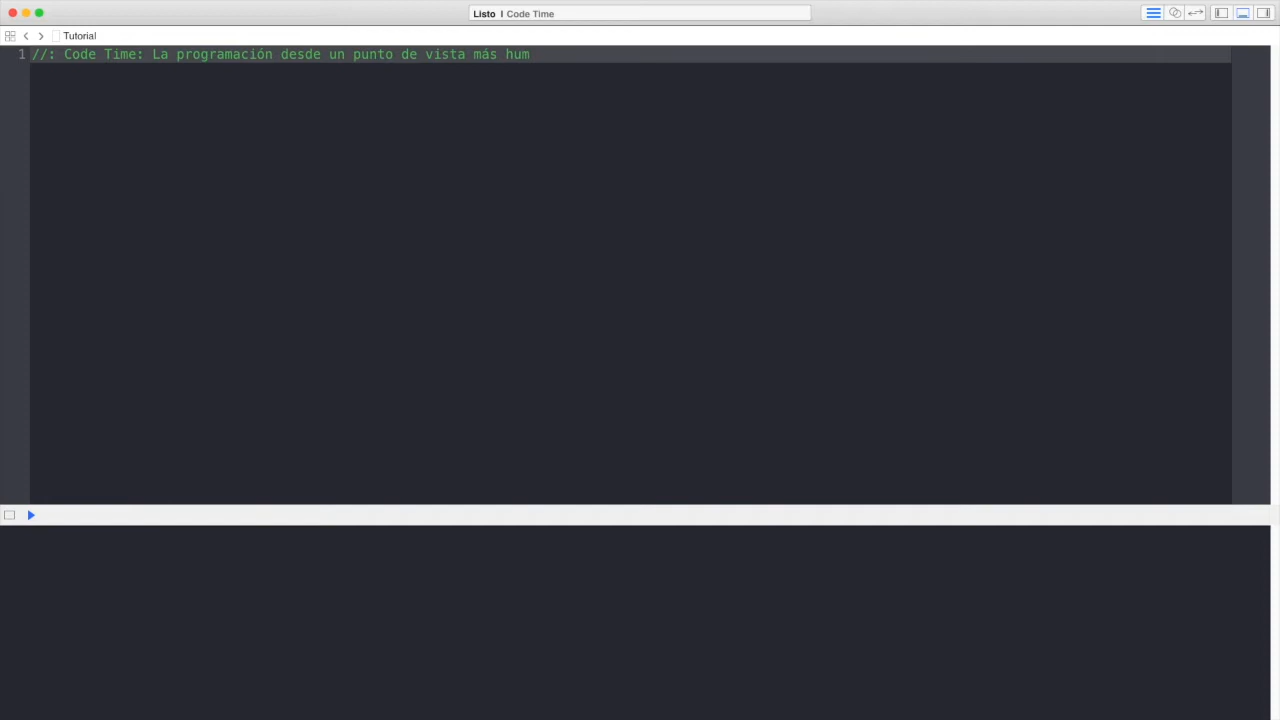 Listo | Code Time
Tutorial
1 //: Code Time: La programación desde un punto de vista más hum